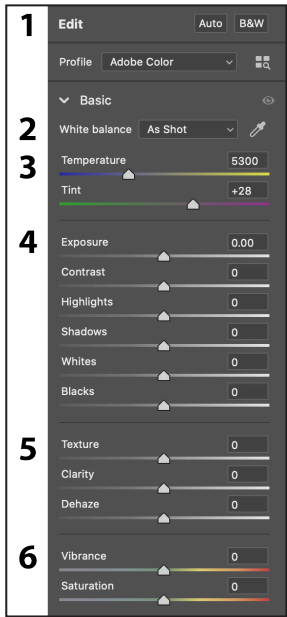 1 Edit Auto B&W
Profile Adobe Color
Basic
2 White balance As Shot
3 Temperature 5300
Tint +28
4 Exposure 0.00
Contrast 0
Highlights 0
Shadows 0
Whites 0
Blacks 0
5 Texture 0
Clarity 0
Dehaze 0
6 Vibrance 0
Saturation 0